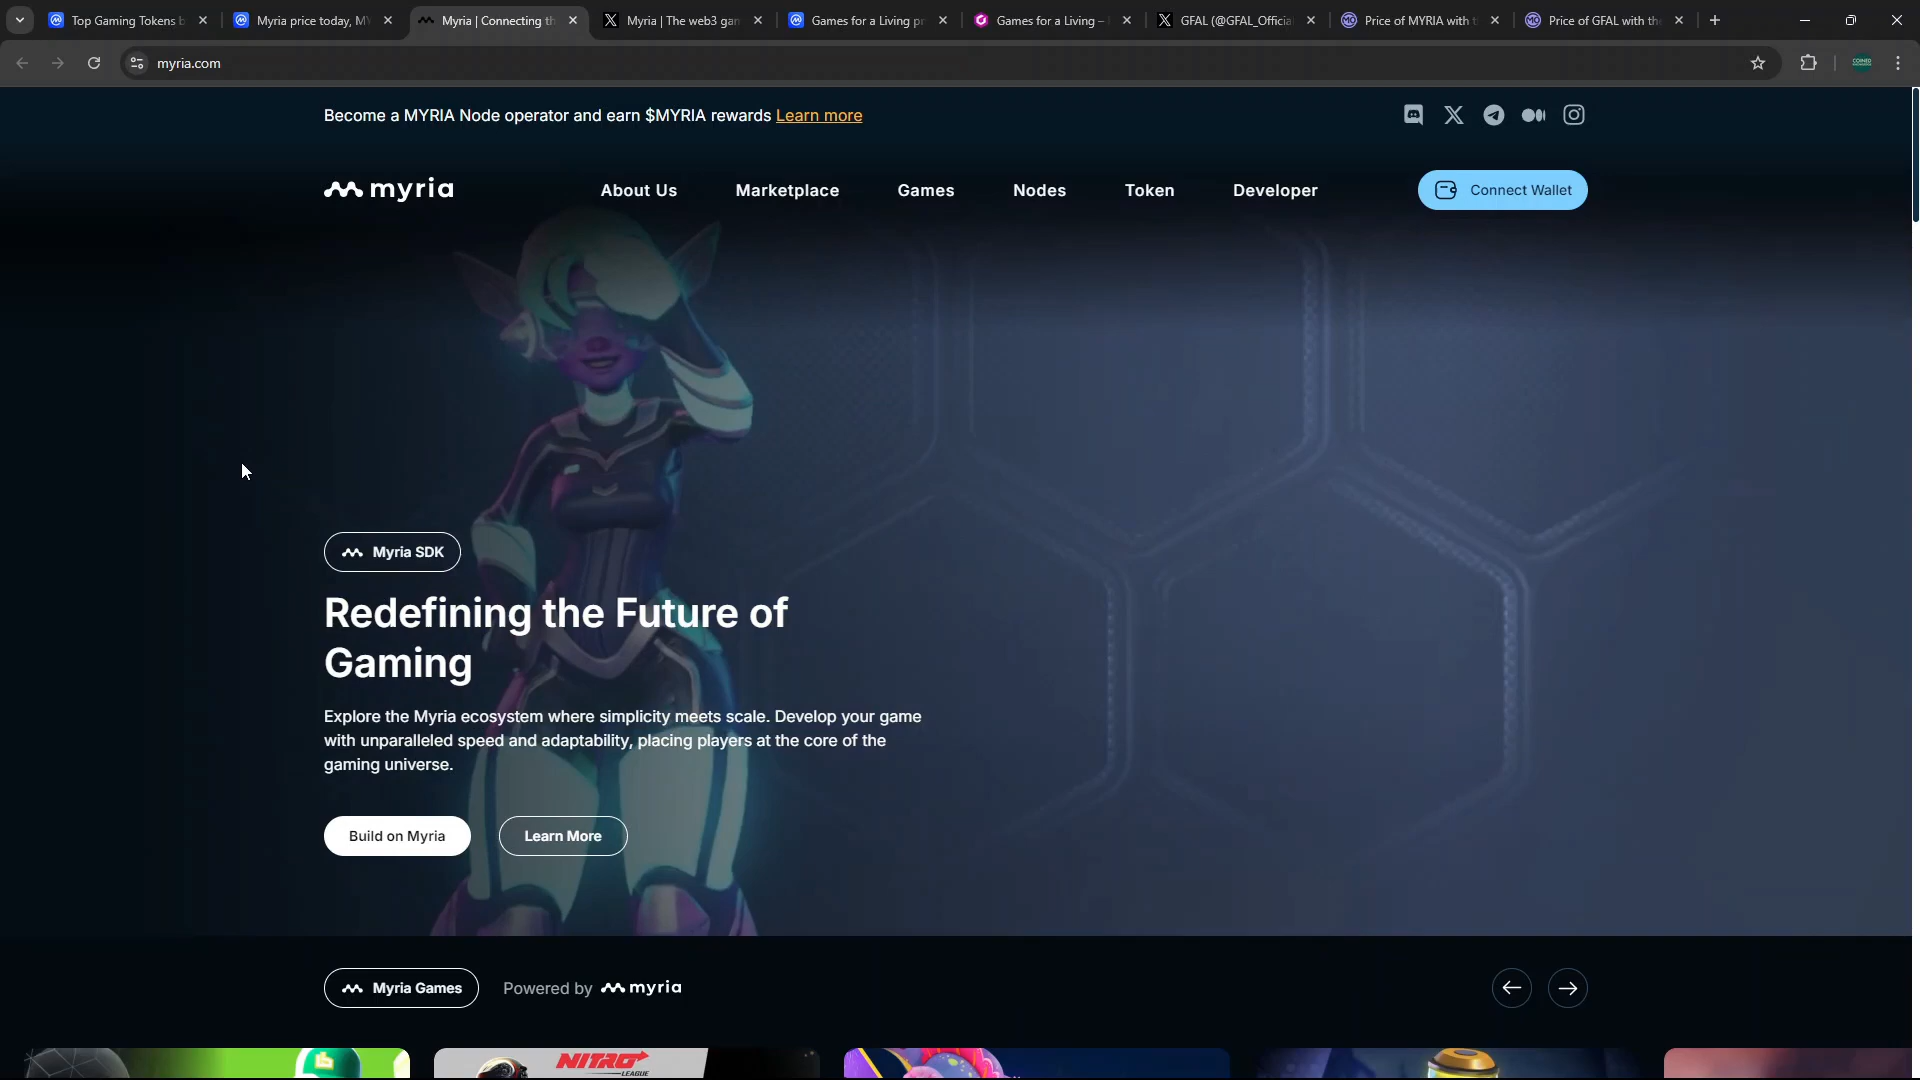 Top Gaming Tokens b
Myria price today, MY
Myria | Connecting th
Myria | The web3 gam
Games for a Living pr
Games for a Living –
GFAL (@GFAL_Official
Price of MYRIA with t
Price of GFAL with the
myria.com
Become a MYRIA Node operator and earn $MYRIA rewards Learn more
myria
About Us
Marketplace
Games
Nodes
Token
Developer
Connect Wallet
Myria SDK
Redefining the Future of
Gaming
Explore the Myria ecosystem where simplicity meets scale. Develop your game
with unparalleled speed and adaptability, placing players at the core of the
gaming universe.
Build on Myria
Learn More
Myria Games
Powered by myria
NITRO
LEAGUE